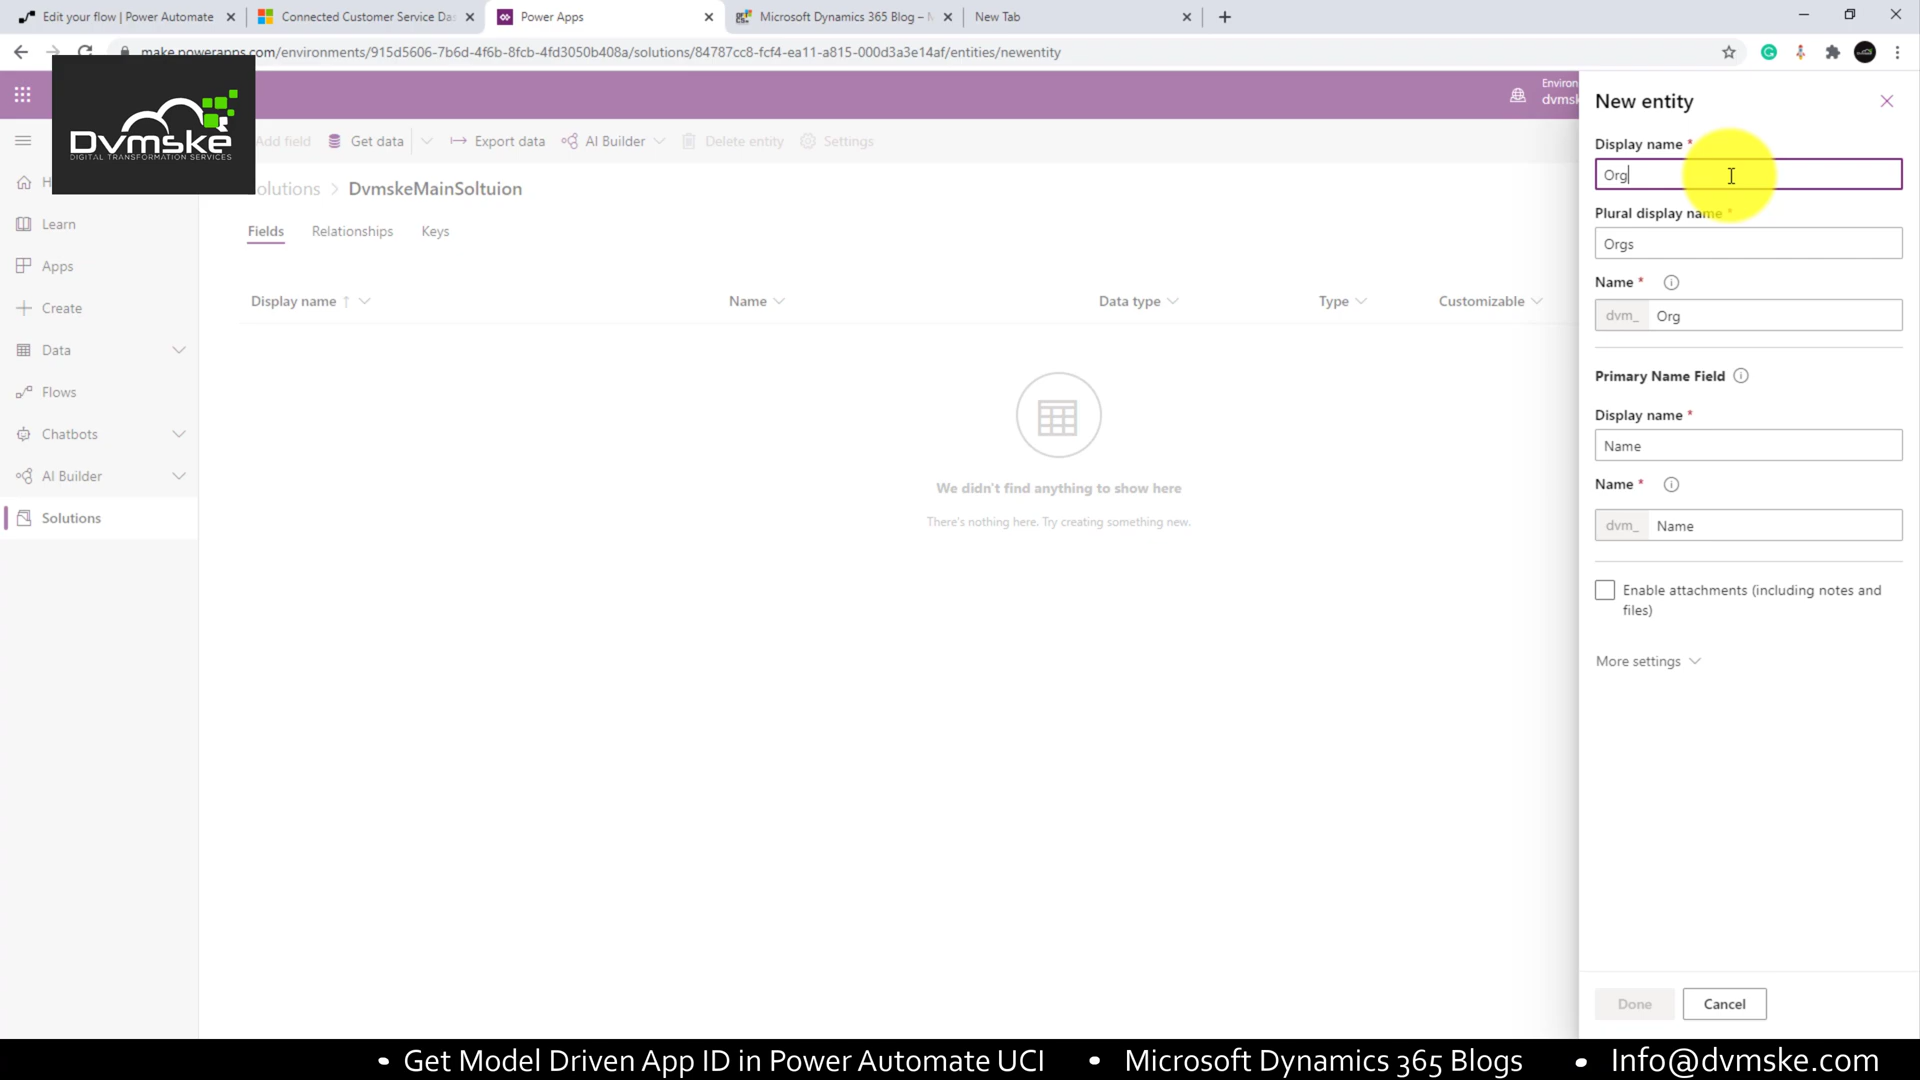 Edit your flow | Power Automate
Connected Customer Service Da
Power Apps
Microsoft Dynamics 365 Blog – M
New Tab
make.powerapps.com/environments/915d5606-7b6d-4f6b-8fcb-4fd3050b408a/solutions/84787cc8-fcf4-ea11-a815-000d3a3e14af/entities/newentity
Dvmske
DIGITAL TRANSFORMATION SERVICES
Environ
dvmsk
Add field
Get data
Export data
AI Builder
Delete entity
Settings
H
Learn
Apps
Create
Data
Flows
Chatbots
AI Builder
Solutions
olutions > DvmskeMainSoltuion
Fields
Relationships
Keys
Display name ↑
Name
Data type
Type
Customizable
We didn't find anything to show here
There's nothing here. Try creating something new.
New entity
Display name *
Org
Plural display name *
Orgs
Name *
dvm_ Org
Primary Name Field
Display name *
Name
Name *
dvm_ Name
Enable attachments (including notes and
files)
More settings
Done
Cancel
• Get Model Driven App ID in Power Automate UCI • Microsoft Dynamics 365 Blogs • Info@dvmske.com